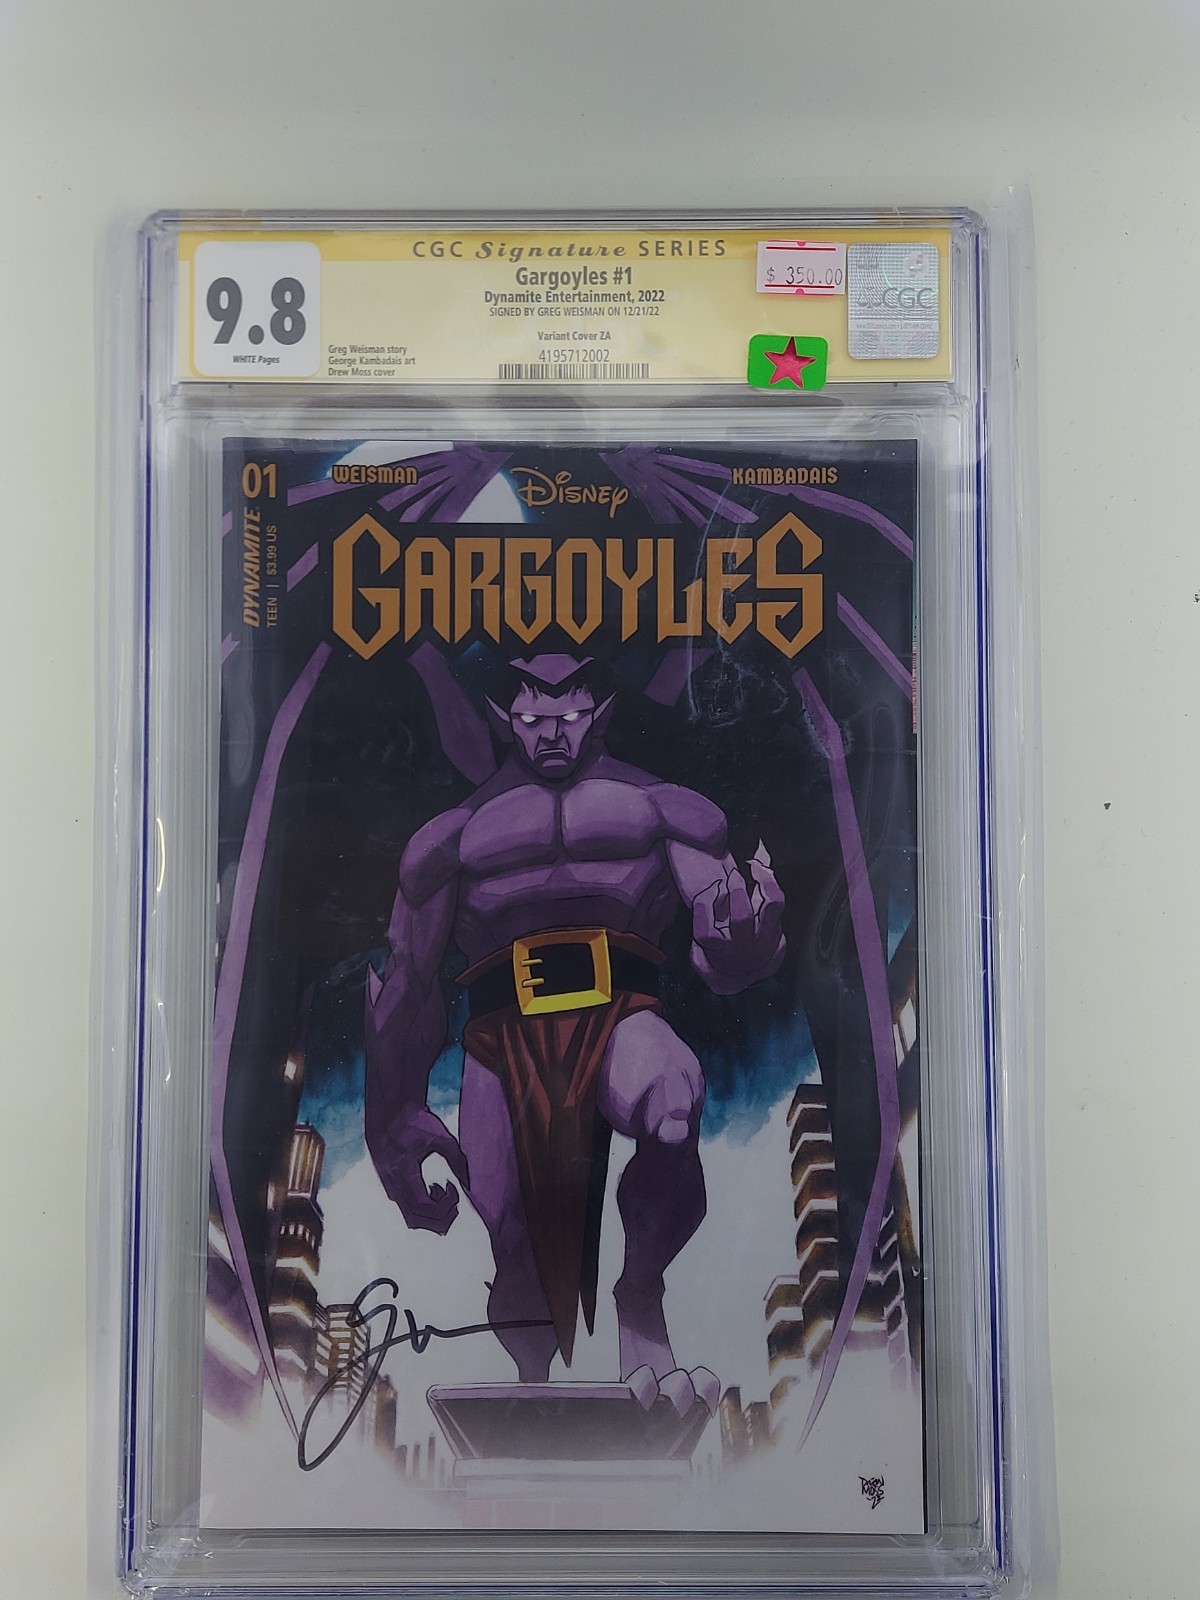 CGC Signature SERIES
Gargoyles #1
Dynamite Entertainment, 2022
SIGNED BY GREG WEISMAN ON 12/21/22
Variant Cover ZA
4195712002
9.8
WHITE Pages
Greg Weisman story
George Kambadais art
Drew Moss cover
$ 350.00
CGC
01
WEISMAN
DISNEY
KAMBADAIS
GARGOYLES
DYNAMITE
TEEN | $3.99 US
DREW
MOSS